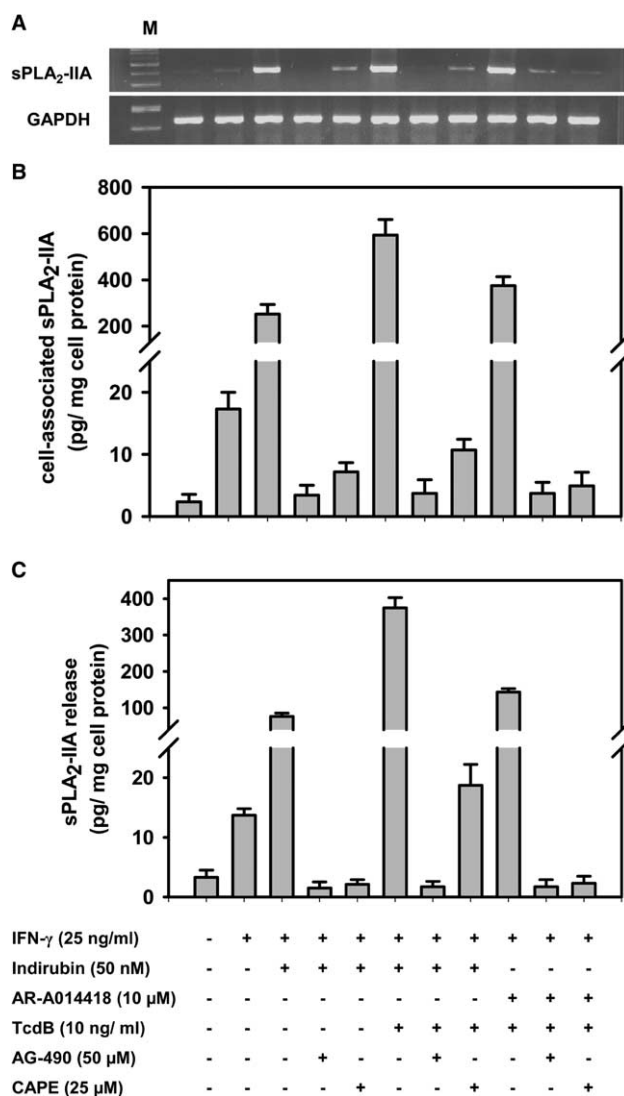 A
M
sPLA2-IIA
GAPDH
B
cell-associated sPLA2-IIA
(pg/ mg cell protein)
800
600
400
200
20
10
0
C
sPLA2-IIA release
(pg/ mg cell protein)
400
300
200
100
20
10
0
IFN-γ (25 ng/ml) - + + + + + + + + + +
Indirubin (50 nM) - - + + + + + + - - -
AR-A014418 (10 µM) - - - - - - - - + + +
TcdB (10 ng/ ml) - - - - - + + + + + +
AG-490 (50 µM) - - - + - - + - - + -
CAPE (25 µM) - - - - + - - + - - +